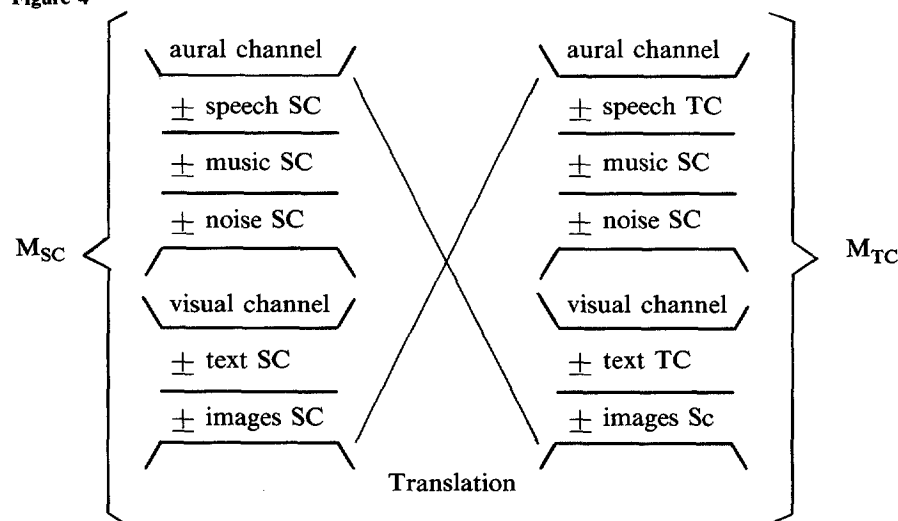 Figure 4
aural channel
± speech SC
± music SC
± noise SC
visual channel
± text SC
± images SC
M_SC
aural channel
± speech TC
± music SC
± noise SC
visual channel
± text TC
± images Sc
M_TC
Translation